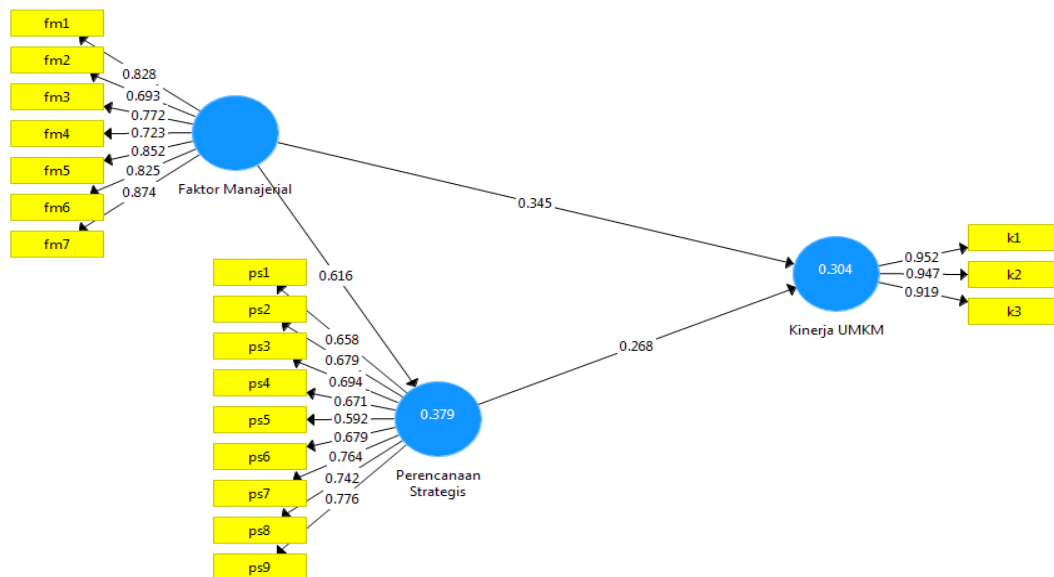 fm1
fm2
fm3
fm4
fm5
fm6
fm7
0.828
0.693
0.772
0.723
0.852
0.825
0.874
Faktor Manajerial
0.345
0.616
0.268
ps1
ps2
ps3
ps4
ps5
ps6
ps7
ps8
ps9
0.658
0.679
0.694
0.671
0.592
0.679
0.764
0.742
0.776
0.379
Perencanaan
Strategis
0.304
Kinerja UMKM
0.952
0.947
0.919
k1
k2
k3